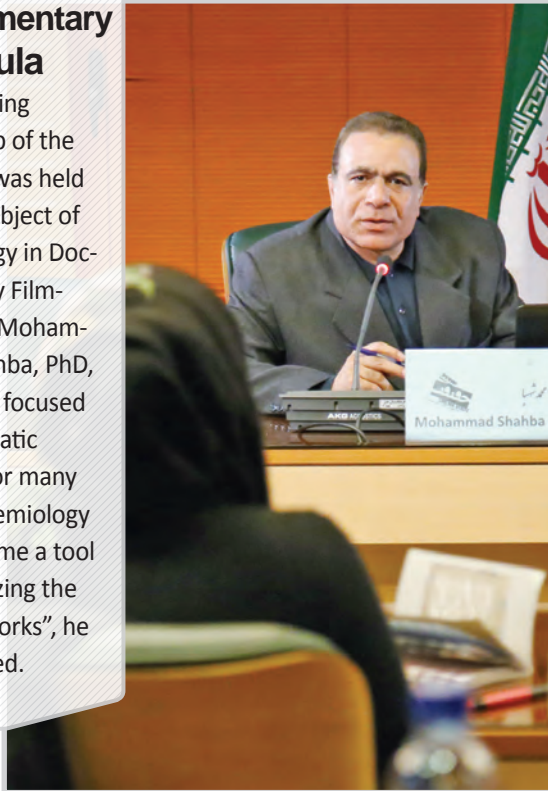 mentary
ula
ing
p of the
was held
bject of
gy in Doc-
y Film-
Moham-
hba, PhD,
focused
atic
or many
emiology
me a tool
zing the
orks”, he
ed.
AKG ACOUSTICS
Mohammad Shahba